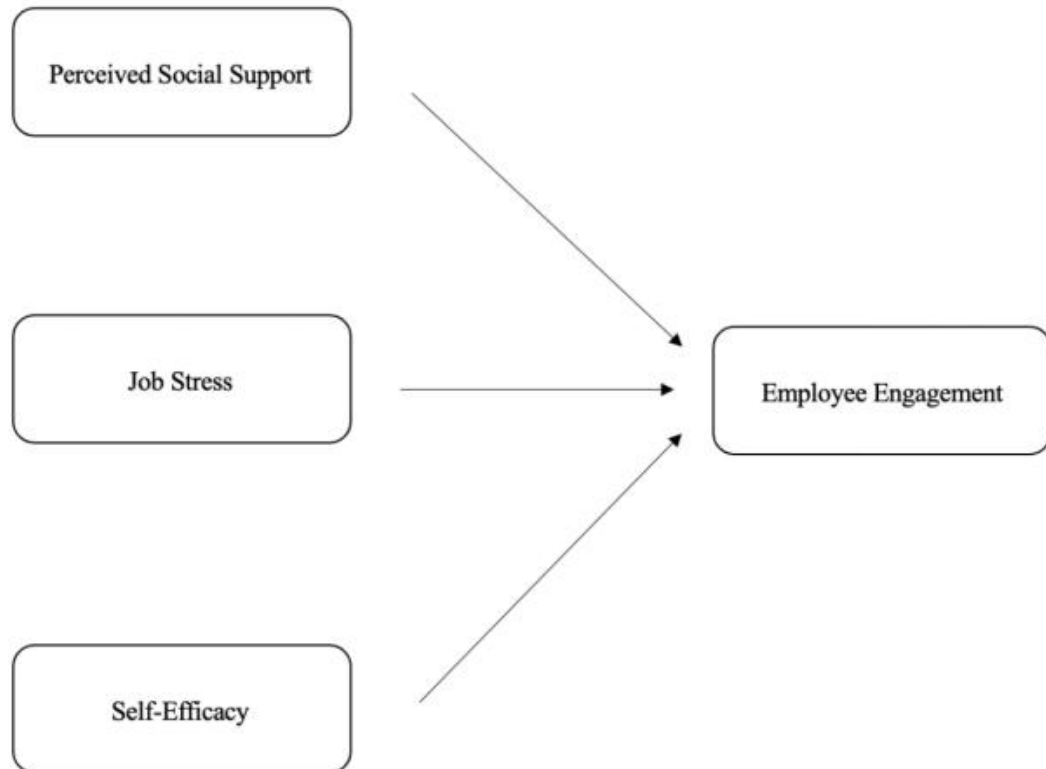 Perceived Social Support
Job Stress
Employee Engagement
Self-Efficacy